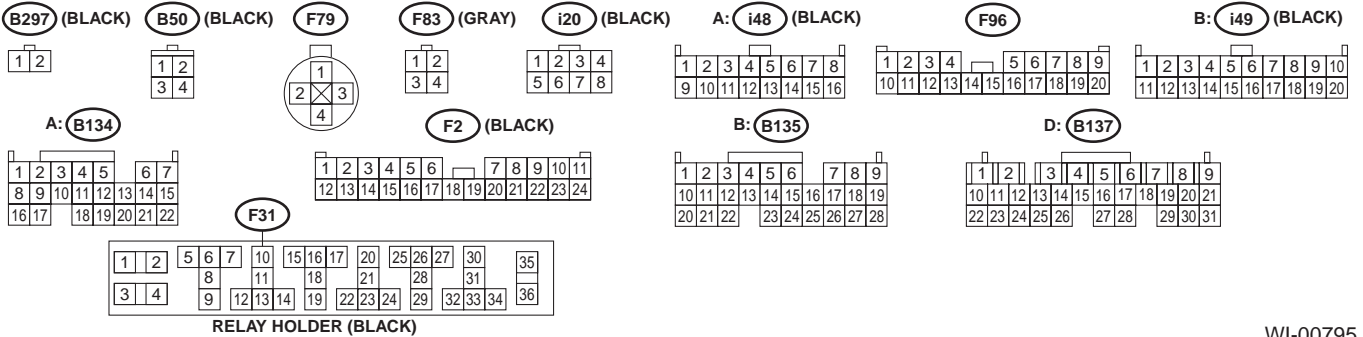 B297 (BLACK) B50 (BLACK) F79 F83 (GRAY) i20 (BLACK) A: i48 (BLACK) F96 B: i49 (BLACK)
1 2
1 2
3 4
1
2 3
4
1 2
3 4
1 2 3 4
5 6 7 8
1 2 3 4 5 6 7 8
9 10 11 12 13 14 15 16
1 2 3 4 5 6 7 8 9
10 11 12 13 14 15 16 17 18 19 20
1 2 3 4 5 6 7 8 9 10
11 12 13 14 15 16 17 18 19 20
A: B134 F2 (BLACK) B: B135 D: B137
1 2 3 4 5 6 7
8 9 10 11 12 13 14 15
16 17 18 19 20 21 22
1 2 3 4 5 6 7 8 9 10 11
12 13 14 15 16 17 18 19 20 21 22 23 24
1 2 3 4 5 6 7 8 9
10 11 12 13 14 15 16 17 18 19
20 21 22 23 24 25 26 27 28
1 2 3 4 5 6 7 8 9
10 11 12 13 14 15 16 17 18 19 20 21
22 23 24 25 26 27 28 29 30 31
F31
1 2 5 6 7 10 15 16 17 20 25 26 27 30 35
8 11 18 21 28 31
3 4 9 12 13 14 19 22 23 24 29 32 33 34 36
RELAY HOLDER (BLACK)
WI-00795